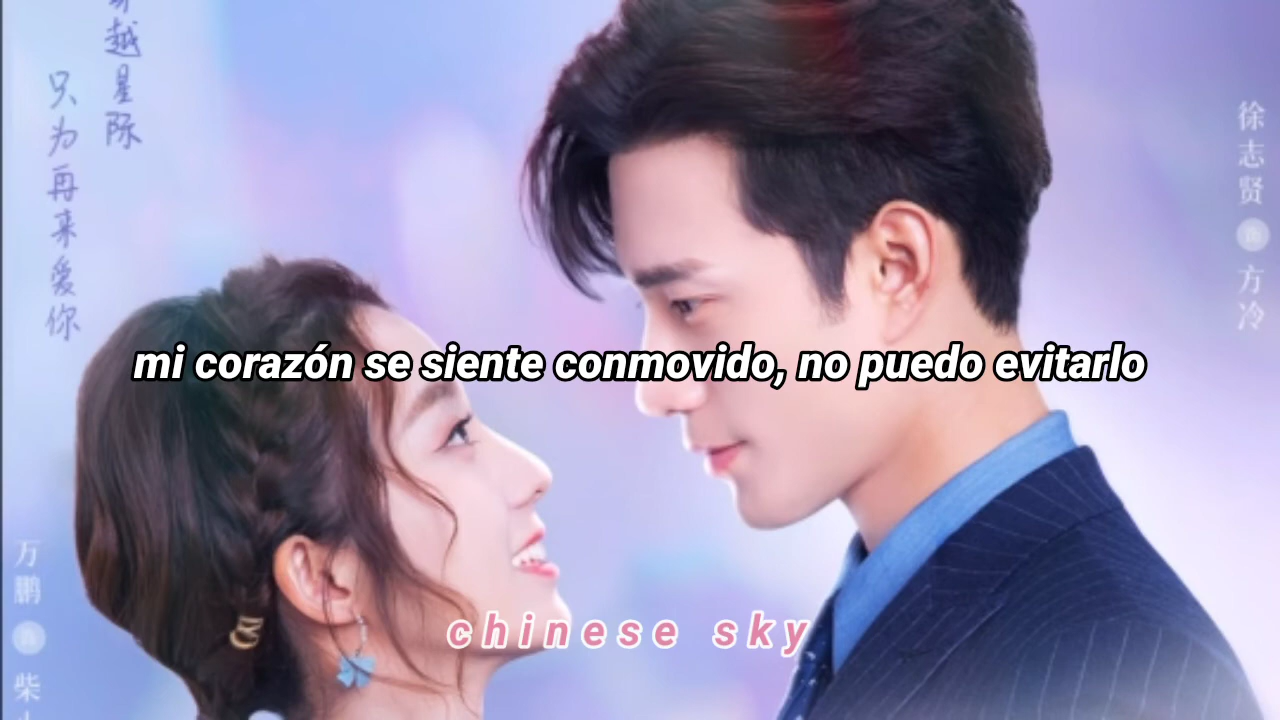 越星际
只为再来爱你
徐志贤 饰 方冷
mi corazón se siente conmovido, no puedo evitarlo
万鹏 饰 柴
chinese sky